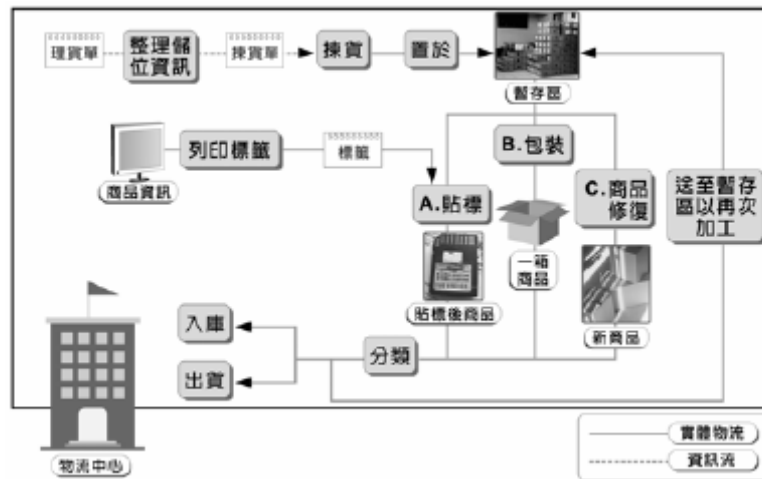 理貨單
整理儲
位資訊
揀貨單
揀貨
置於
暫存區
商品資訊
列印標籤
標籤
A.貼標
B.包裝
C.商品
修復
送至暫存
區以再次
加工
貼標後商品
一箱
商品
新商品
分類
入庫
出貨
物流中心
實體物流
資訊流